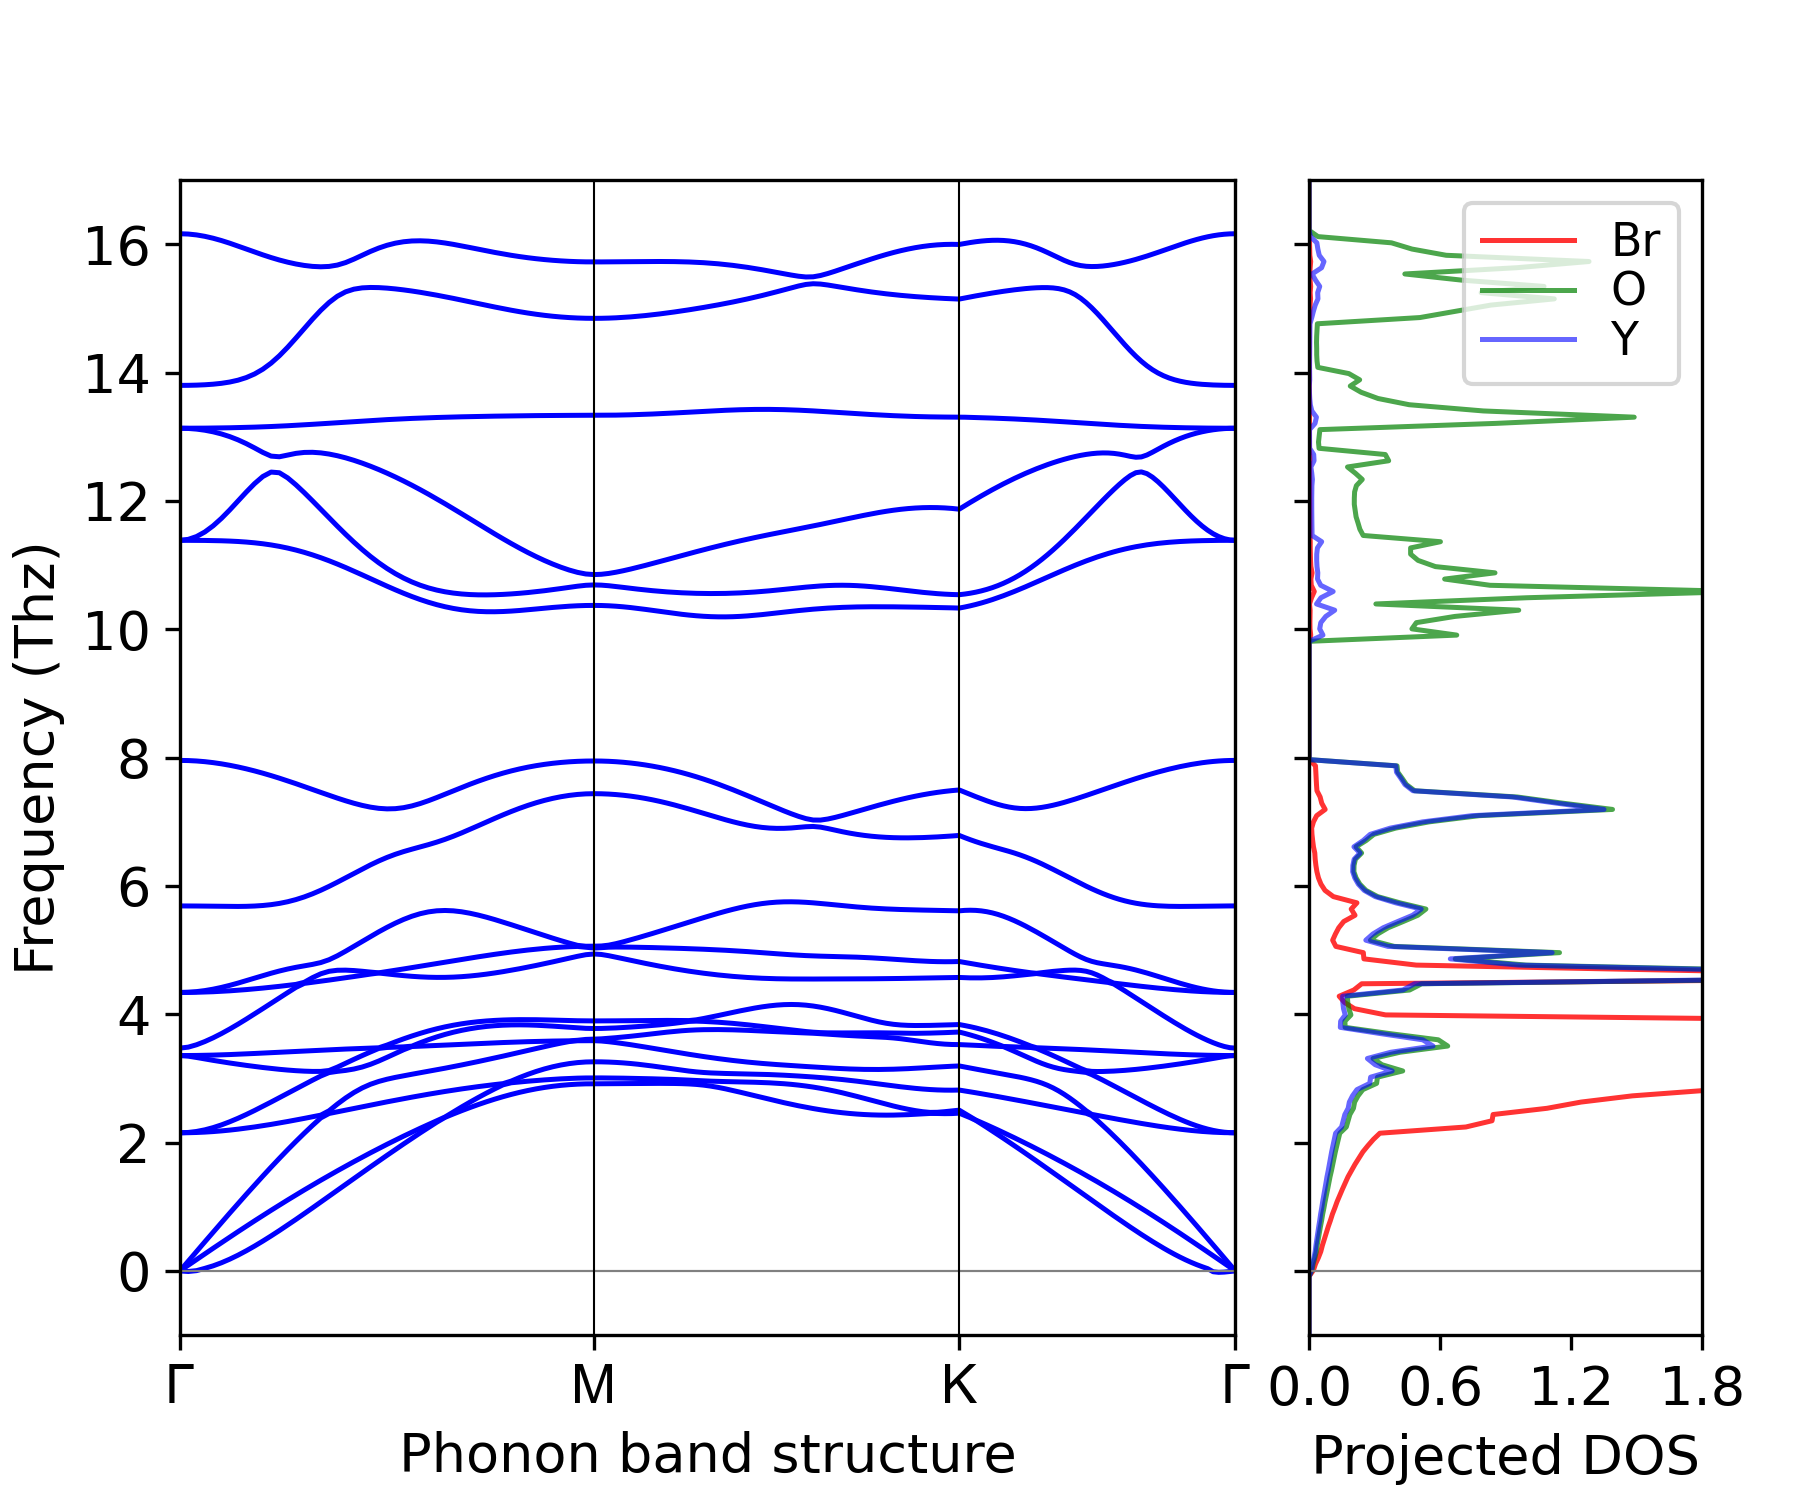 Frequency (Thz)
16
14
12
10
8
6
4
2
0
Γ M K Γ
Phonon band structure
Br
O
Y
0.0 0.6 1.2 1.8
Projected DOS